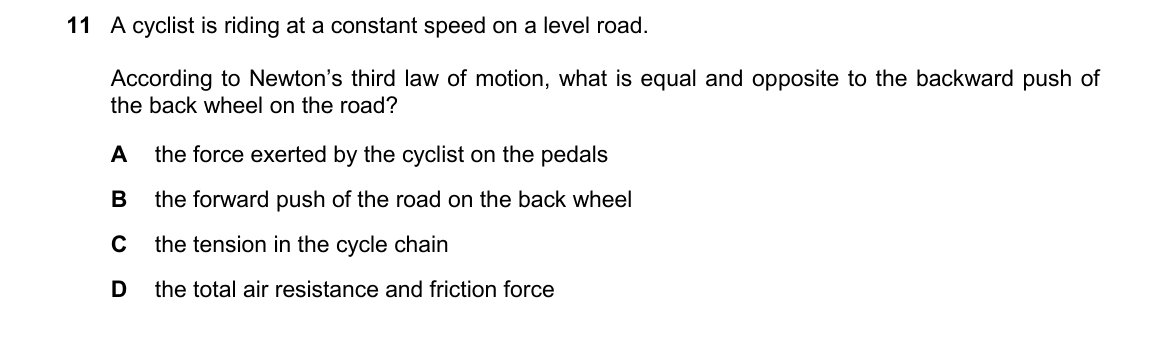 11 A cyclist is riding at a constant speed on a level road.
According to Newton’s third law of motion, what is equal and opposite to the backward push of
the back wheel on the road?
A the force exerted by the cyclist on the pedals
B the forward push of the road on the back wheel
C the tension in the cycle chain
D the total air resistance and friction force